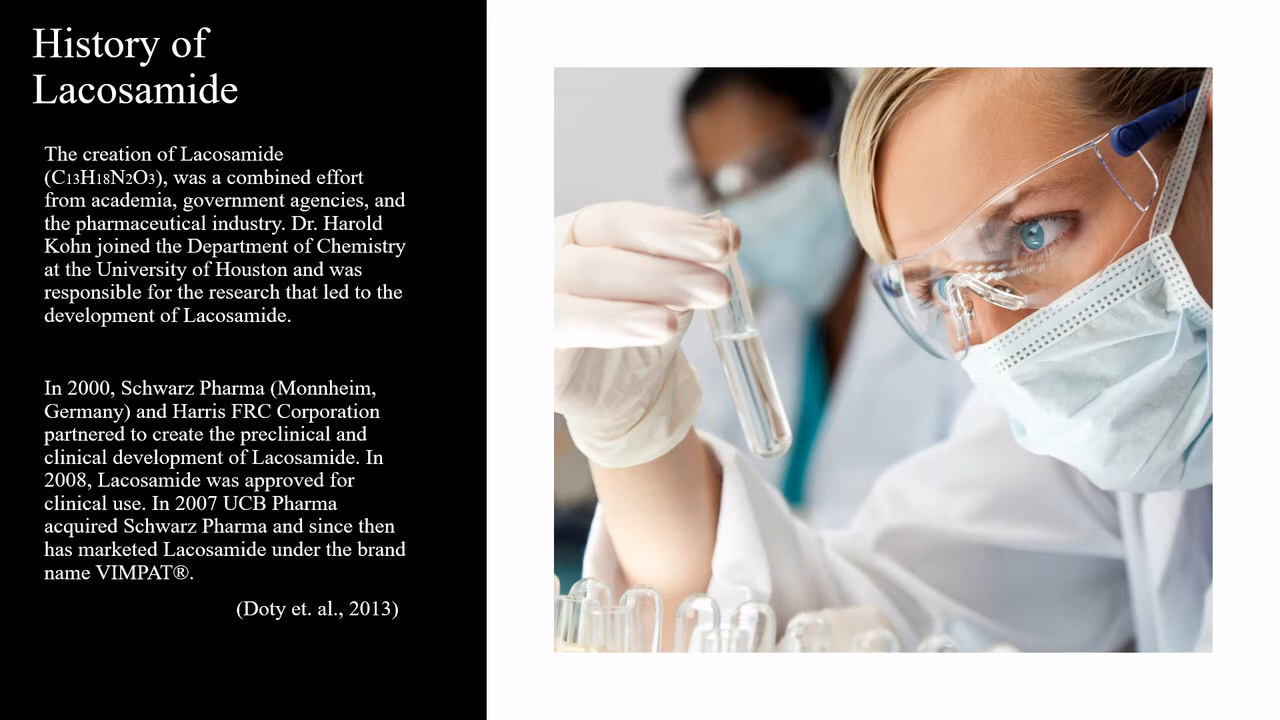 History of
Lacosamide
The creation of Lacosamide
(C13H18N2O3), was a combined effort
from academia, government agencies, and
the pharmaceutical industry. Dr. Harold
Kohn joined the Department of Chemistry
at the University of Houston and was
responsible for the research that led to the
development of Lacosamide.
In 2000, Schwarz Pharma (Monnheim,
Germany) and Harris FRC Corporation
partnered to create the preclinical and
clinical development of Lacosamide. In
2008, Lacosamide was approved for
clinical use. In 2007 UCB Pharma
acquired Schwarz Pharma and since then
has marketed Lacosamide under the brand
name VIMPAT®.
(Doty et. al., 2013)